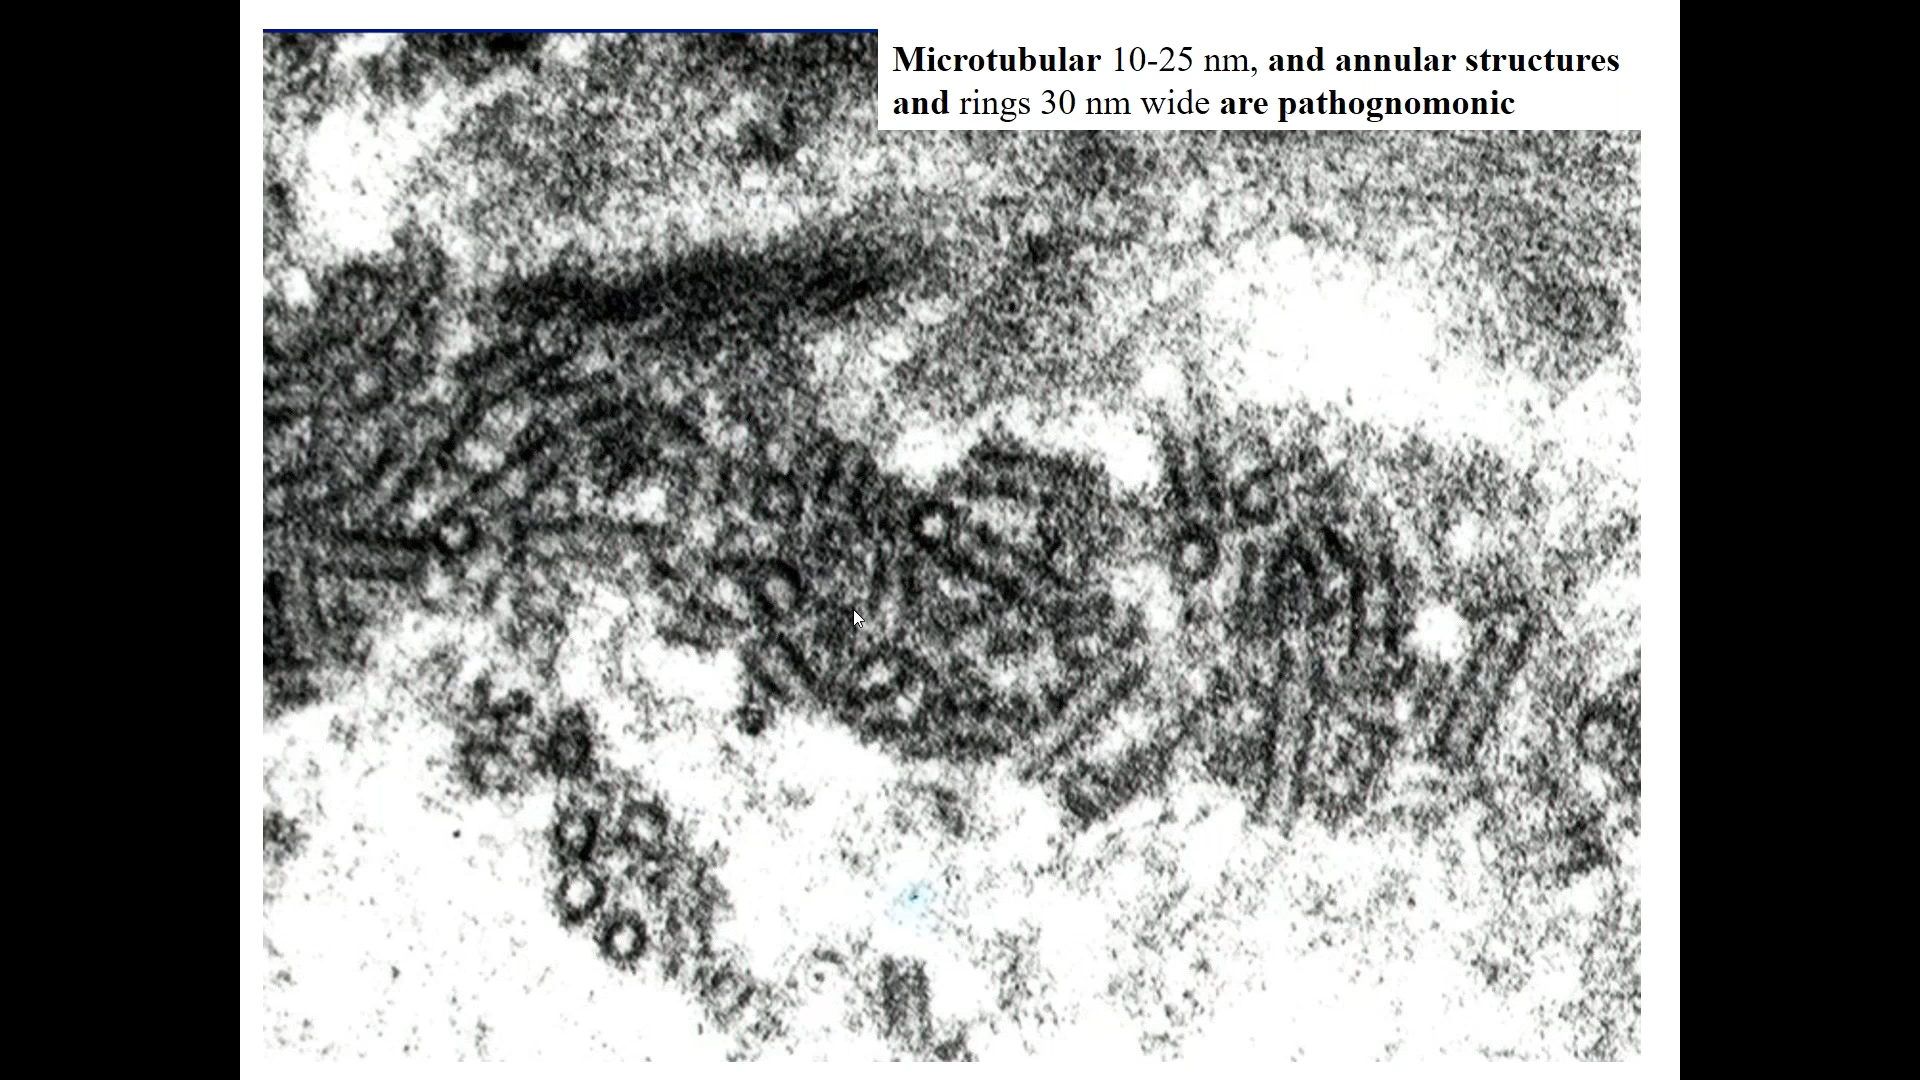 Microtubular 10-25 nm, and annular structures
and rings 30 nm wide are pathognomonic